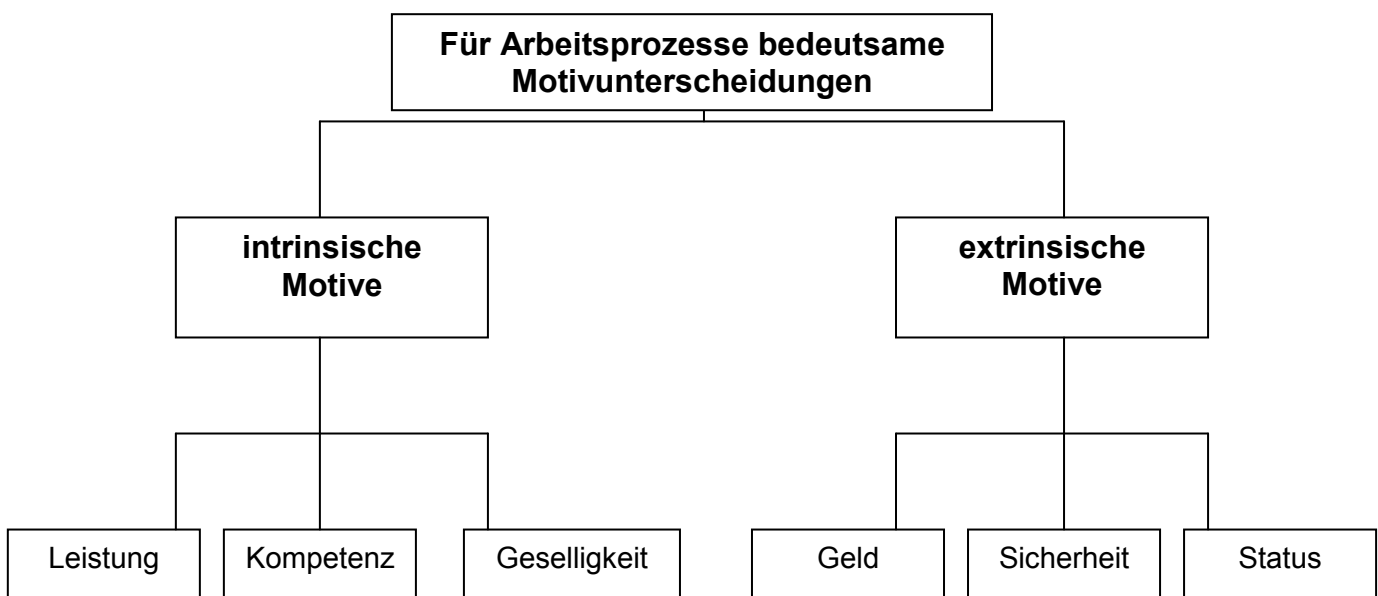 Für Arbeitsprozesse bedeutsame
Motivunterscheidungen
intrinsische
Motive
extrinsische
Motive
Leistung
Kompetenz
Geselligkeit
Geld
Sicherheit
Status